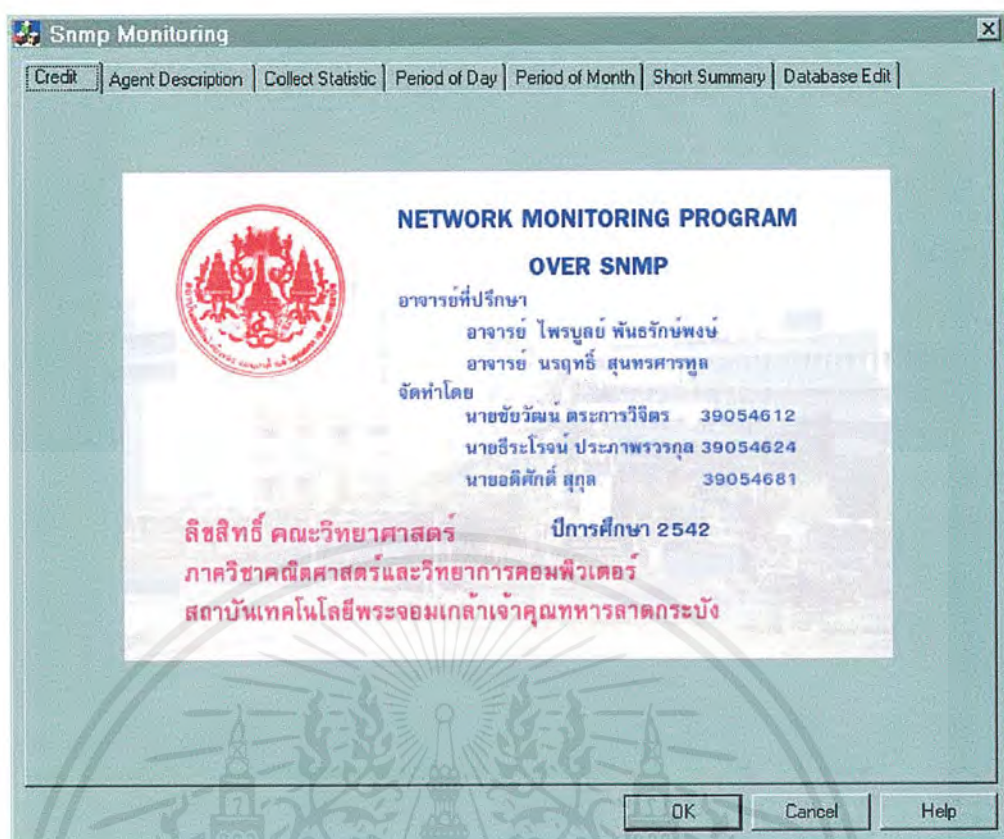 Snmp Monitoring
Credit Agent Description Collect Statistic Period of Day Period of Month Short Summary Database Edit
NETWORK MONITORING PROGRAM
OVER SNMP
อาจารย์ที่ปรึกษา
อาจารย์ ไพรบูลย์ พันธรักษ์พงษ์
อาจารย์ นรฤทธิ์ สุนทรศารทูล
จัดทำโดย
นายชัยวัฒน์ ตระการวิจิตร 39054612
นายธีระโรจน์ ประภาพรวรกุล 39054624
นายอดิศักดิ์ สุกุล 39054681
ลิขสิทธิ์ คณะวิทยาศาสตร์ ปีการศึกษา 2542
ภาควิชาคณิตศาสตร์และวิทยาการคอมพิวเตอร์
สถาบันเทคโนโลยีพระจอมเกล้าเจ้าคุณทหารลาดกระบัง
OK Cancel Help